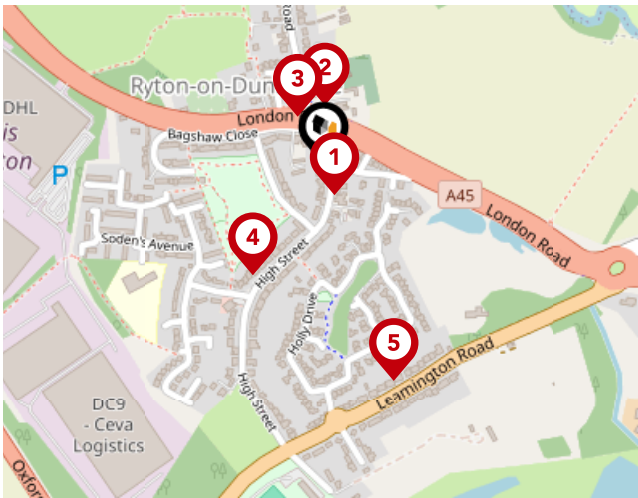 Road
2
3
Ryton-on-Dun
DHL
London
Bagshaw Close
1
P
A45
London Road
Soden's Avenue
4
High Street
Holly Drive
5
Leamington Road
DC9
- Ceva
Logistics
High Street